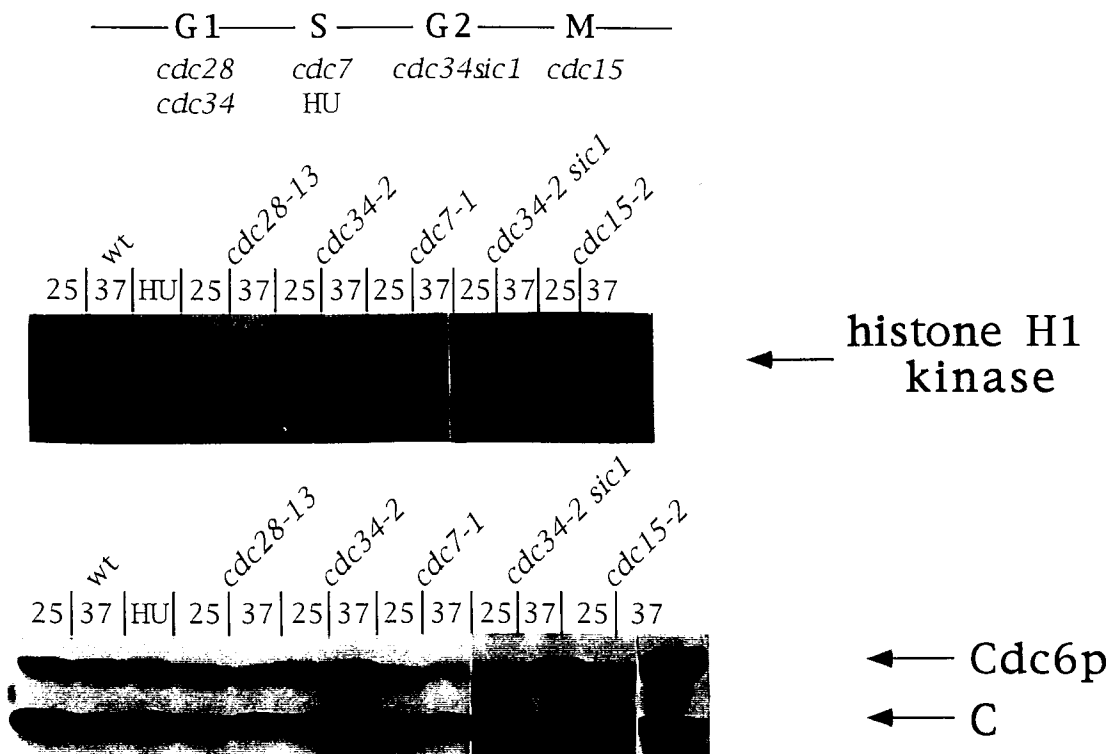 G1 S G2 M
cdc28 cdc7 cdc34sic1 cdc15
cdc34 HU
wt cdc28-13 cdc34-2 cdc7-1 cdc34-2 sic1 cdc15-2
25 37 HU 25 37 25 37 25 37 25 37 25 37
histone H1
kinase
wt cdc28-13 cdc34-2 cdc7-1 cdc34-2 sic1 cdc15-2
25 37 HU 25 37 25 37 25 37 25 37 25 37
Cdc6p
C